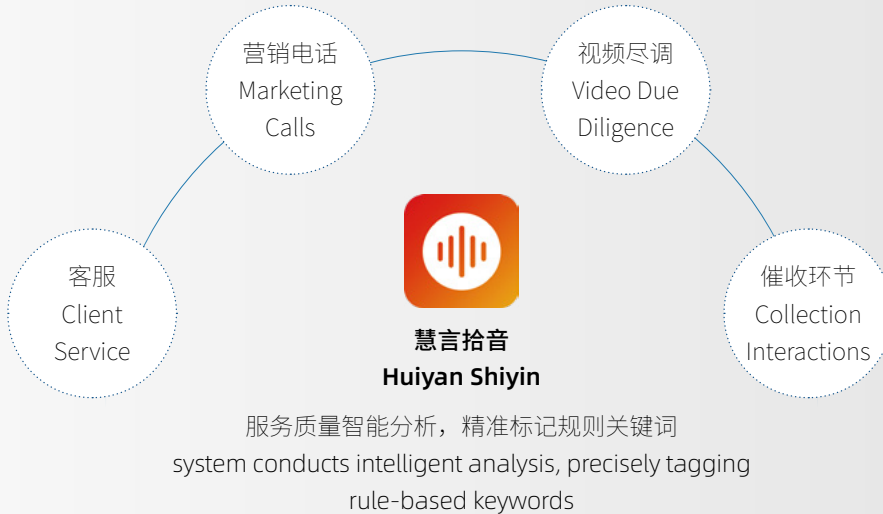 营销电话
Marketing
Calls
视频尽调
Video Due
Diligence
客服
Client
Service
催收环节
Collection
Interactions
慧言拾音
Huiyan Shiyin
服务质量智能分析，精准标记规则关键词
system conducts intelligent analysis, precisely tagging
rule-based keywords